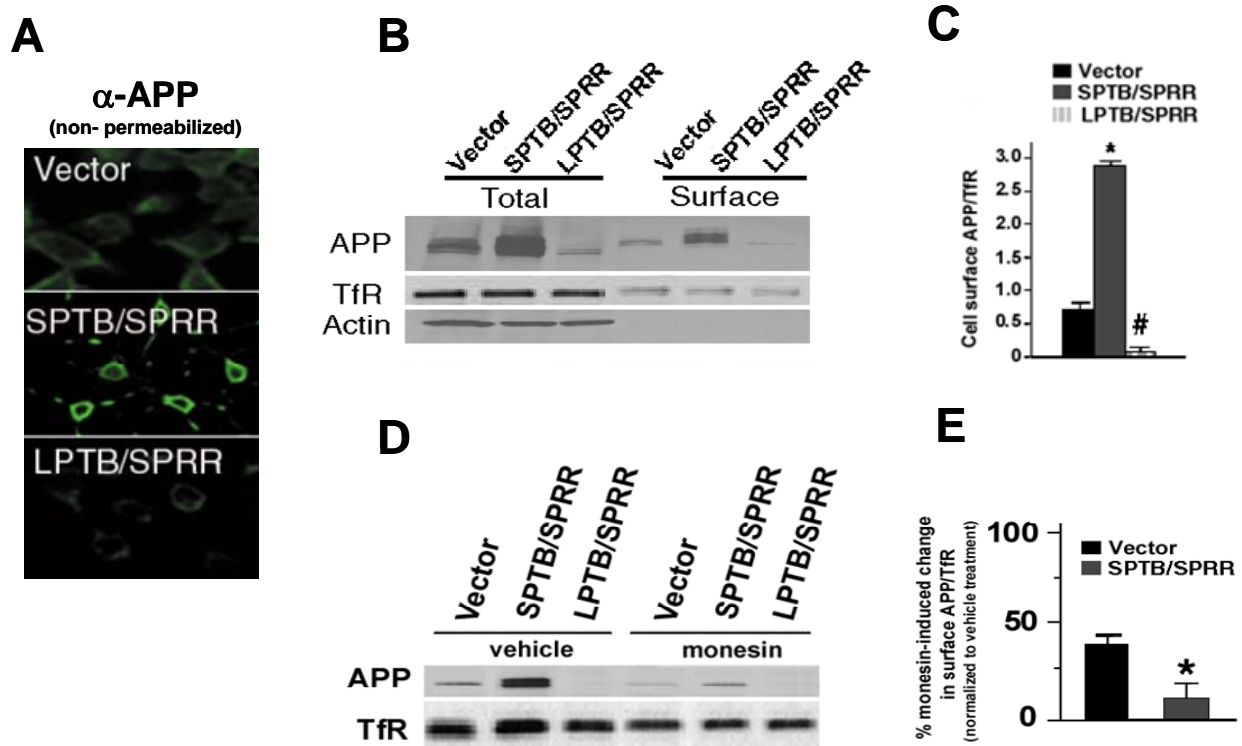 A
α-APP
(non- permeabilized)
Vector
SPTB/SPRR
LPTB/SPRR
B
Vector
SPTB/SPRR
LPTB/SPRR
Vector
SPTB/SPRR
LPTB/SPRR
Total
Surface
APP
TfR
Actin
C
Vector
SPTB/SPRR
LPTB/SPRR
Cell surface APP/TfR
3.0
2.5
2.0
1.5
1.0
0.5
0
*
#
D
Vector
SPTB/SPRR
LPTB/SPRR
Vector
SPTB/SPRR
LPTB/SPRR
vehicle
monesin
APP
TfR
E
% monesin-induced change
in surface APP/TfR
(normalized to vehicle treatment)
100
50
0
Vector
SPTB/SPRR
*